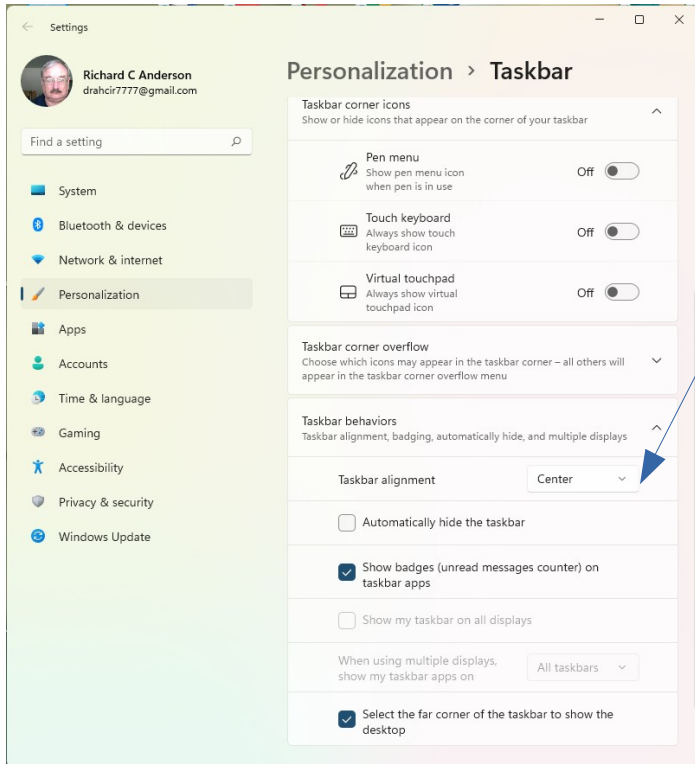 Settings
Richard C Anderson
drahcir7777@gmail.com
Find a setting
System
Bluetooth & devices
Network & internet
Personalization
Apps
Accounts
Time & language
Gaming
Accessibility
Privacy & security
Windows Update
Personalization > Taskbar
Taskbar corner icons
Show or hide icons that appear on the corner of your taskbar
Pen menu
Show pen menu icon
when pen is in use
Off
Touch keyboard
Always show touch
keyboard icon
Off
Virtual touchpad
Always show virtual
touchpad icon
Off
Taskbar corner overflow
Choose which icons may appear in the taskbar corner – all others will
appear in the taskbar corner overflow menu
Taskbar behaviors
Taskbar alignment, badging, automatically hide, and multiple displays
Taskbar alignment
Center
Automatically hide the taskbar
Show badges (unread messages counter) on
taskbar apps
Show my taskbar on all displays
When using multiple displays,
show my taskbar apps on
All taskbars
Select the far corner of the taskbar to show the
desktop